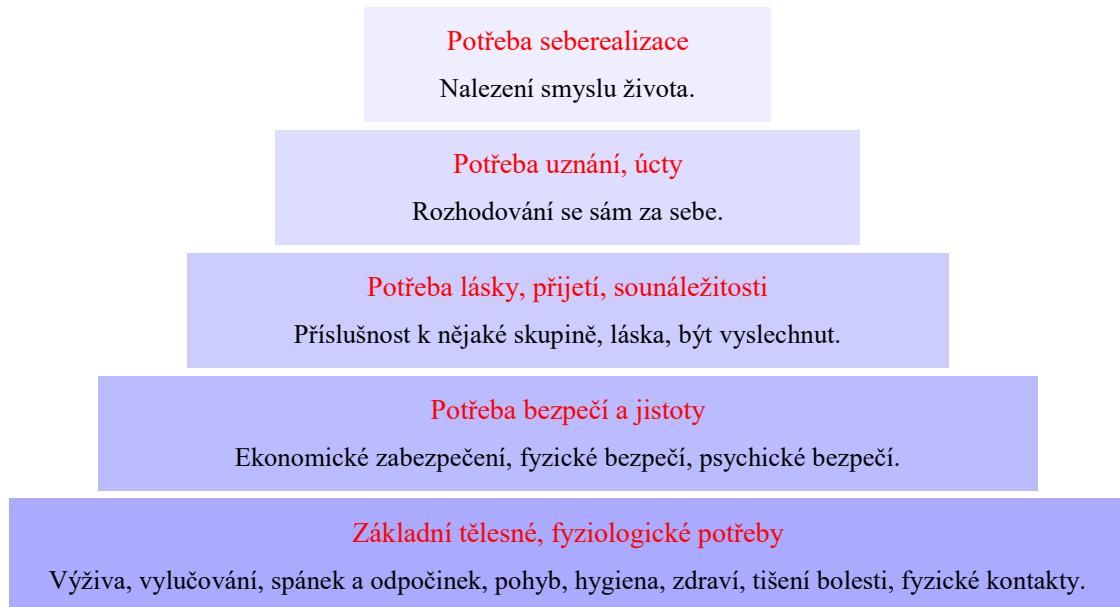 Potřeba seberealizace
Nalezení smyslu života.
Potřeba uznání, úcty
Rozhodování se sám za sebe.
Potřeba lásky, přijetí, sounáležitosti
Příslušnost k nějaké skupině, láska, být vyslechnut.
Potřeba bezpečí a jistoty
Ekonomické zabezpečení, fyzické bezpečí, psychické bezpečí.
Základní tělesné, fyziologické potřeby
Výživa, vylučování, spánek a odpočinek, pohyb, hygiena, zdraví, tišení bolesti, fyzické kontakty.